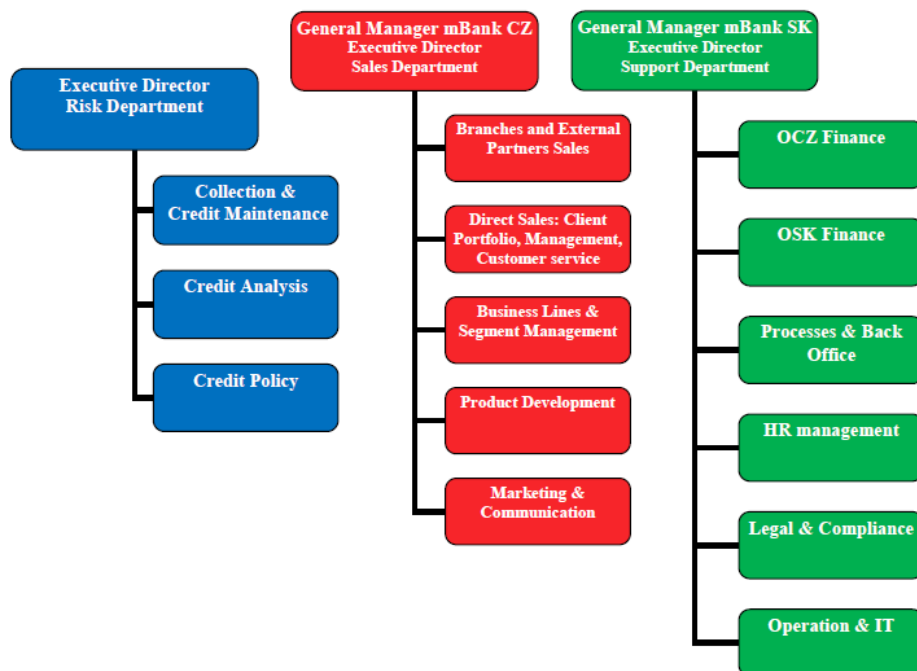 Executive Director
Risk Department
Collection &
Credit Maintenance
Credit Analysis
Credit Policy
General Manager mBank CZ
Executive Director
Sales Department
Branches and External
Partners Sales
Direct Sales: Client
Portfolio, Management,
Customer service
Business Lines &
Segment Management
Product Development
Marketing &
Communication
General Manager mBank SK
Executive Director
Support Department
OCZ Finance
OSK Finance
Processes & Back
Office
HR management
Legal & Compliance
Operation & IT